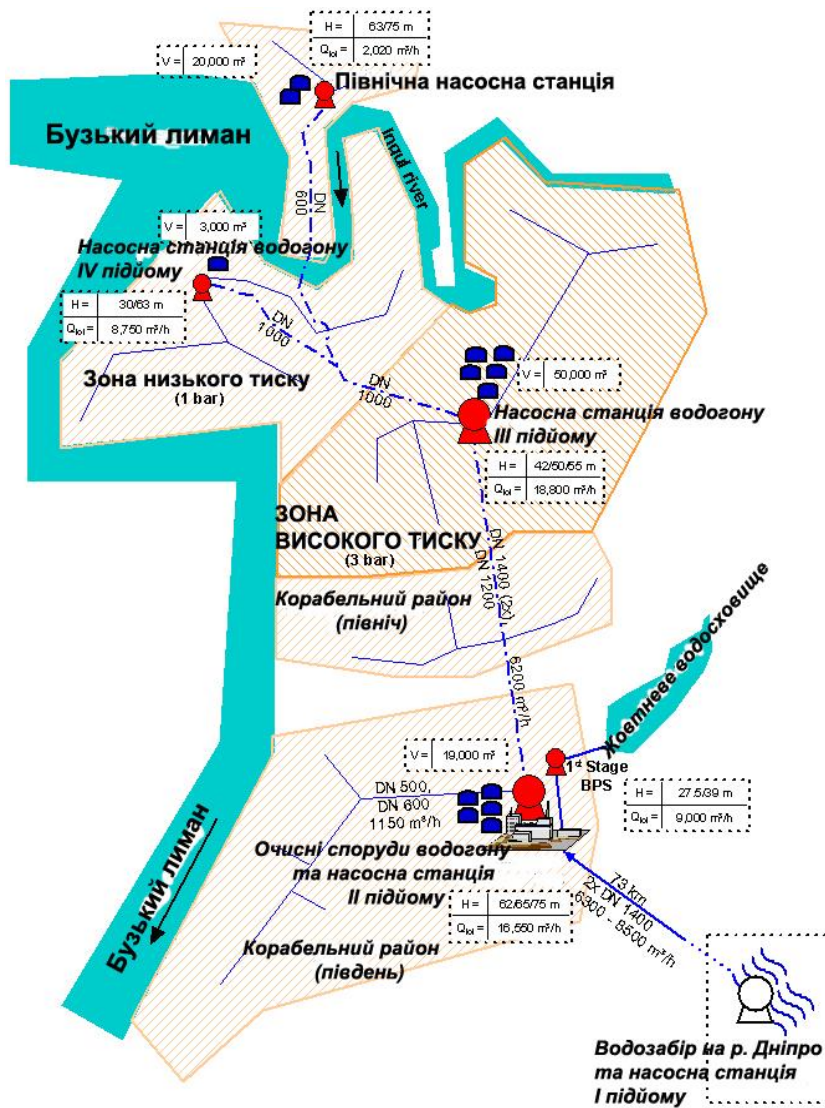 H = 63/75 m
Qtot = 2,020 m³/h
V = 20,000 m³
Північна насосна станція
Бузький лиман
Inqul river
DN
600
V = 3,000 m³
Насосна станція водогону
IV підйому
H = 30/63 m
Qtot = 8,750 m³/h
DN
1000
Зона низького тиску
(1 bar)
DN
1000
V = 50,000 m³
Насосна станція водогону
III підйому
H = 42/50/55 m
Qtot = 18,800 m³/h
ЗОНА
ВИСОКОГО ТИСКУ
(3 bar)
DN 1400 (2x),
DN 1200
6200 m³/h
Корабельний район
(північ)
Жовтневе водосховище
V = 19,000 m³
1st Stage
BPS
H = 27.5/39 m
Qtot = 9,000 m³/h
DN 500,
DN 600
1150 m³/h
Очисні споруди водогону
та насосна станція
II підйому
H = 62/65/75 m
Qtot = 16,550 m³/h
73 km
2x DN 1400
6300 - 8500 m³/h
Бузький лиман
Корабельний район
(південь)
Водозабір на р. Дніпро
та насосна станція
I підйому